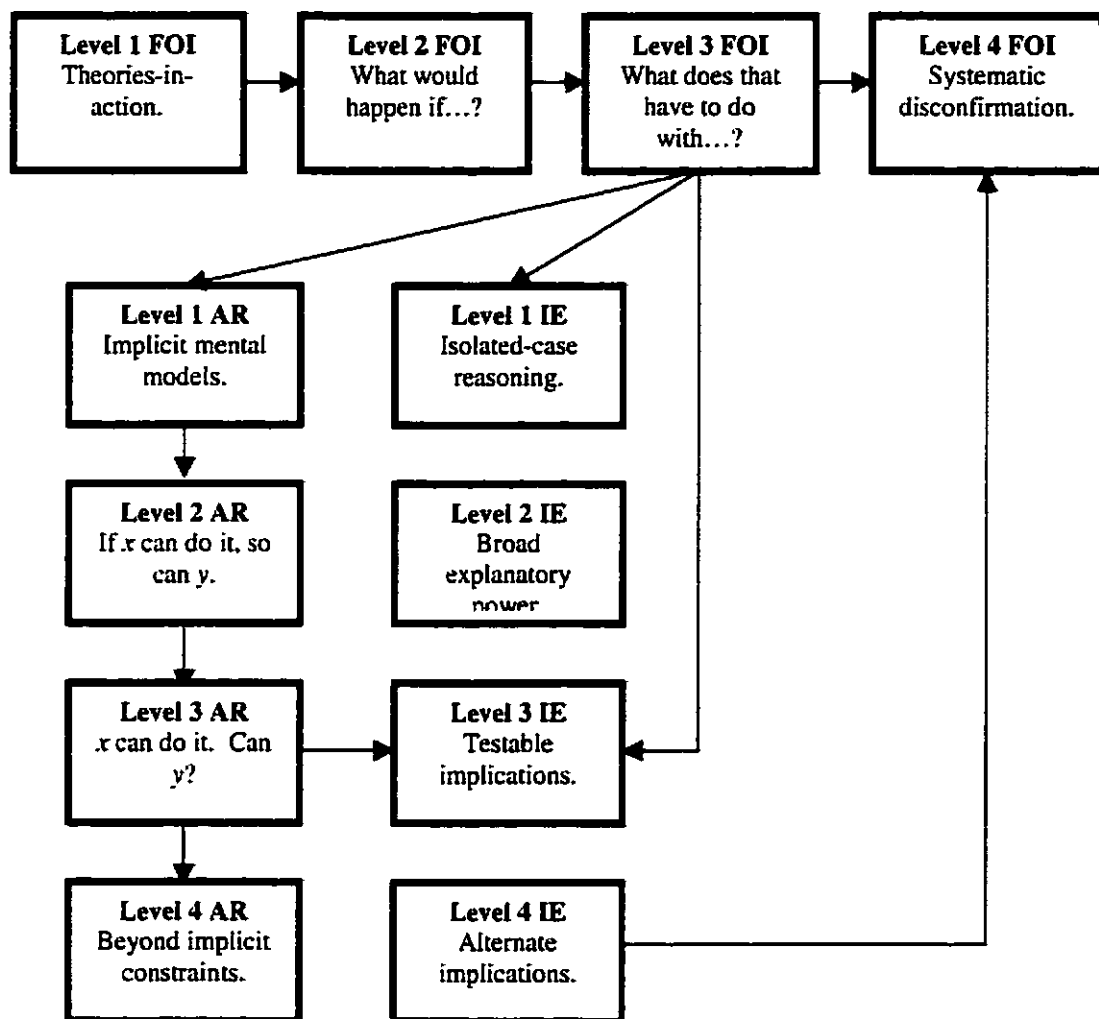 Level 1 FOI
Theories-in-
action.
Level 2 FOI
What would
happen if...?
Level 3 FOI
What does that
have to do
with...?
Level 4 FOI
Systematic
disconfirmation.
Level 1 AR
Implicit mental
models.
Level 1 IE
Isolated-case
reasoning.
Level 2 AR
If x can do it, so
can y.
Level 2 IE
Broad
explanatory
power
Level 3 AR
x can do it. Can
y?
Level 3 IE
Testable
implications.
Level 4 AR
Beyond implicit
constraints.
Level 4 IE
Alternate
implications.